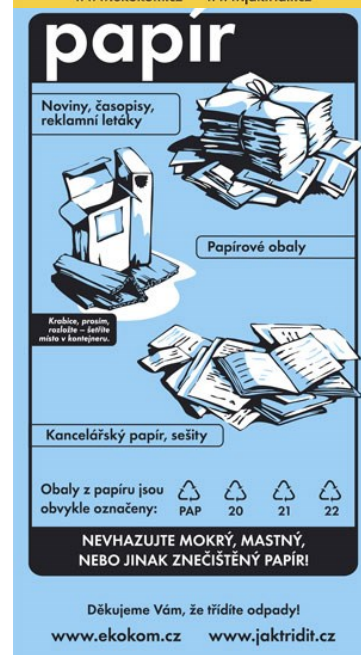 papír
Noviny, časopisy,
reklamní letáky
Papírové obaly
Krabice, prosím,
rozložte – šetříte
místo v kontejneru.
Kancelářský papír, sešity
Obaly z papíru jsou
obvykle označeny:
PAP 20 21 22
NEVHAZUJTE MOKRÝ, MASTNÝ,
NEBO JINAK ZNEČIŠTĚNÝ PAPÍR!
Děkujeme Vám, že třídíte odpady!
www.ekokom.cz www.jaktridit.cz